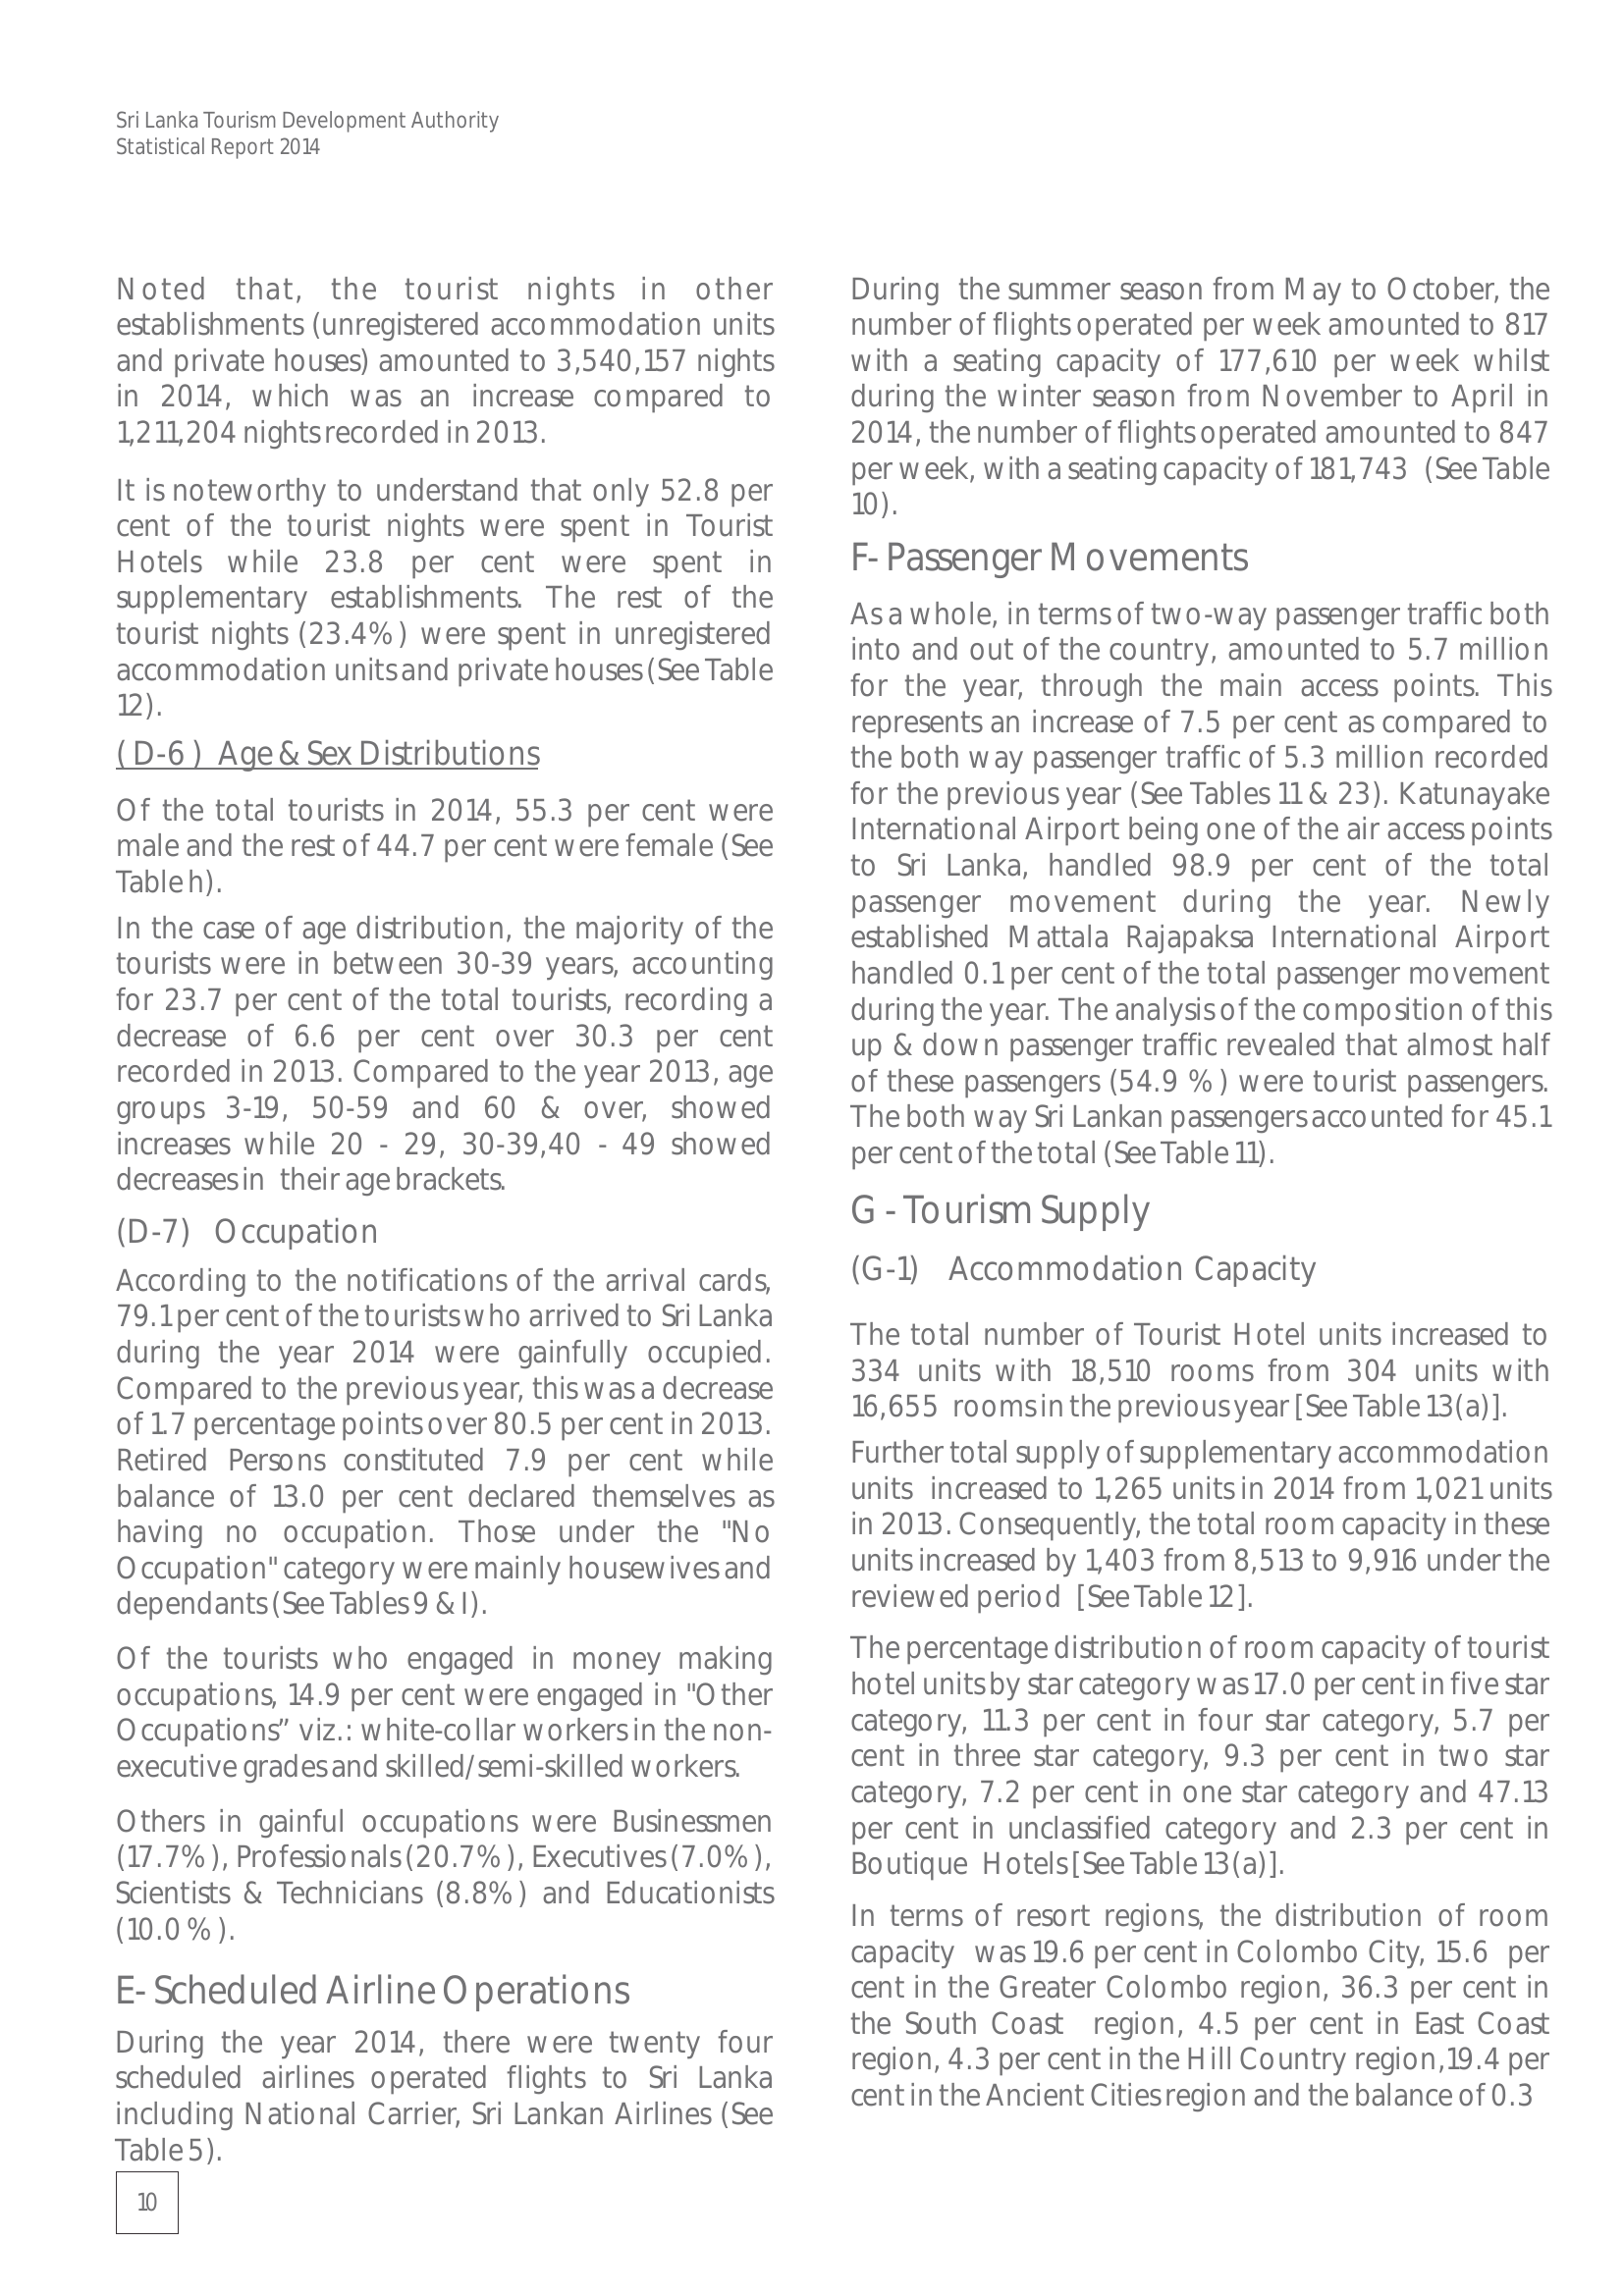 Sri Lanka Tourism Development Authority
Statistical Report 2014
Noted that, the tourist nights in other
establishments (unregistered accommodation units
and private houses) amounted to 3,540,157 nights
in 2014, which was an increase compared to
1,211,204 nights recorded in 2013.
It is noteworthy to understand that only 52.8 per
cent of the tourist nights were spent in Tourist
Hotels while 23.8 per cent were spent in
supplementary establishments. The rest of the
tourist nights (23.4%) were spent in unregistered
accommodation units and private houses (See Table
12).
( D-6 ) Age & Sex Distributions
Of the total tourists in 2014, 55.3 per cent were
male and the rest of 44.7 per cent were female (See
Table h).
In the case of age distribution, the majority of the
tourists were in between 30-39 years, accounting
for 23.7 per cent of the total tourists, recording a
decrease of 6.6 per cent over 30.3 per cent
recorded in 2013. Compared to the year 2013, age
groups 3-19, 50-59 and 60 & over, showed
increases while 20 - 29, 30-39,40 - 49 showed
decreases in their age brackets.
(D-7) Occupation
According to the notifications of the arrival cards,
79.1 per cent of the tourists who arrived to Sri Lanka
during the year 2014 were gainfully occupied.
Compared to the previous year, this was a decrease
of 1.7 percentage points over 80.5 per cent in 2013.
Retired Persons constituted 7.9 per cent while
balance of 13.0 per cent declared themselves as
having no occupation. Those under the "No
Occupation" category were mainly housewives and
dependants (See Tables 9 & I).
Of the tourists who engaged in money making
occupations, 14.9 per cent were engaged in "Other
Occupations” viz.: white-collar workers in the non-
executive grades and skilled/semi-skilled workers.
Others in gainful occupations were Businessmen
(17.7%), Professionals (20.7%), Executives (7.0%),
Scientists & Technicians (8.8%) and Educationists
(10.0 %).
E- Scheduled Airline Operations
During the year 2014, there were twenty four
scheduled airlines operated flights to Sri Lanka
including National Carrier, Sri Lankan Airlines (See
Table 5).
10
During the summer season from May to October, the
number of flights operated per week amounted to 817
with a seating capacity of 177,610 per week whilst
during the winter season from November to April in
2014, the number of flights operated amounted to 847
per week, with a seating capacity of 181,743 (See Table
10).
F- Passenger Movements
As a whole, in terms of two-way passenger traffic both
into and out of the country, amounted to 5.7 million
for the year, through the main access points. This
represents an increase of 7.5 per cent as compared to
the both way passenger traffic of 5.3 million recorded
for the previous year (See Tables 11 & 23). Katunayake
International Airport being one of the air access points
to Sri Lanka, handled 98.9 per cent of the total
passenger movement during the year. Newly
established Mattala Rajapaksa International Airport
handled 0.1 per cent of the total passenger movement
during the year. The analysis of the composition of this
up & down passenger traffic revealed that almost half
of these passengers (54.9 %) were tourist passengers.
The both way Sri Lankan passengers accounted for 45.1
per cent of the total (See Table 11).
G - Tourism Supply
(G-1) Accommodation Capacity
The total number of Tourist Hotel units increased to
334 units with 18,510 rooms from 304 units with
16,655 rooms in the previous year [See Table 13(a)].
Further total supply of supplementary accommodation
units increased to 1,265 units in 2014 from 1,021 units
in 2013. Consequently, the total room capacity in these
units increased by 1,403 from 8,513 to 9,916 under the
reviewed period [See Table 12].
The percentage distribution of room capacity of tourist
hotel units by star category was 17.0 per cent in five star
category, 11.3 per cent in four star category, 5.7 per
cent in three star category, 9.3 per cent in two star
category, 7.2 per cent in one star category and 47.13
per cent in unclassified category and 2.3 per cent in
Boutique Hotels [See Table 13(a)].
In terms of resort regions, the distribution of room
capacity was 19.6 per cent in Colombo City, 15.6 per
cent in the Greater Colombo region, 36.3 per cent in
the South Coast region, 4.5 per cent in East Coast
region, 4.3 per cent in the Hill Country region,19.4 per
cent in the Ancient Cities region and the balance of 0.3